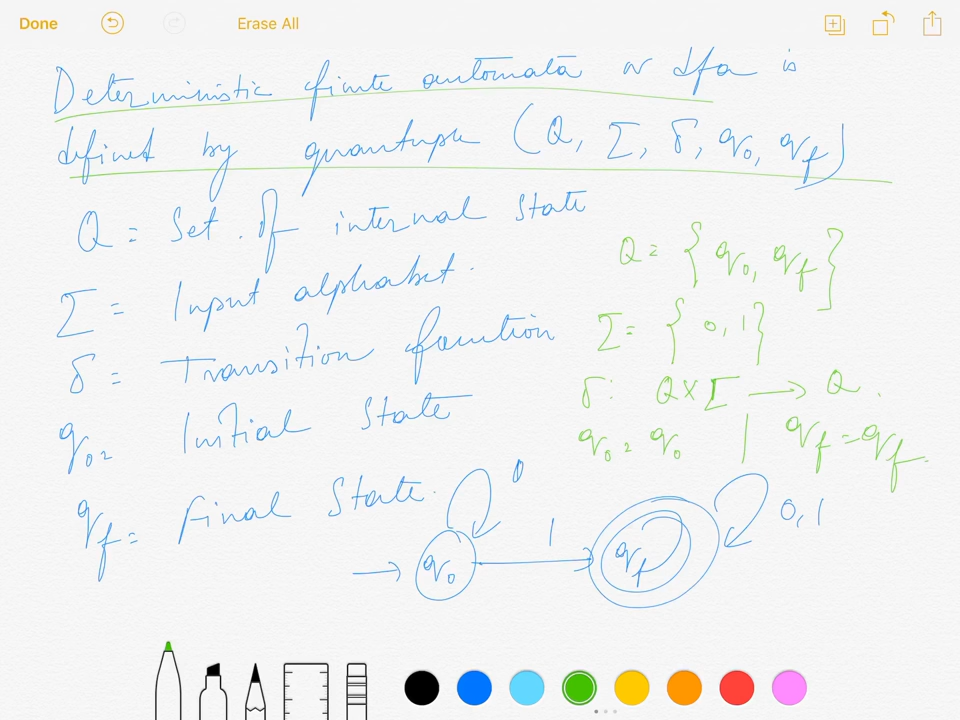 Done
Erase All
Deterministic finite automata or dfa is
defined by quantuple (Q, Σ, δ, q0, qf)
Q = Set of internal State
Σ = Input alphabet.
δ = Transition function
q0 = Initial State
qf = Final State.
Q = { q0, qf }
Σ = { 0, 1 }
δ: Q×Σ → Q.
q0 = q0 | qf = qf.
0
1
0, 1
→ q0
qf